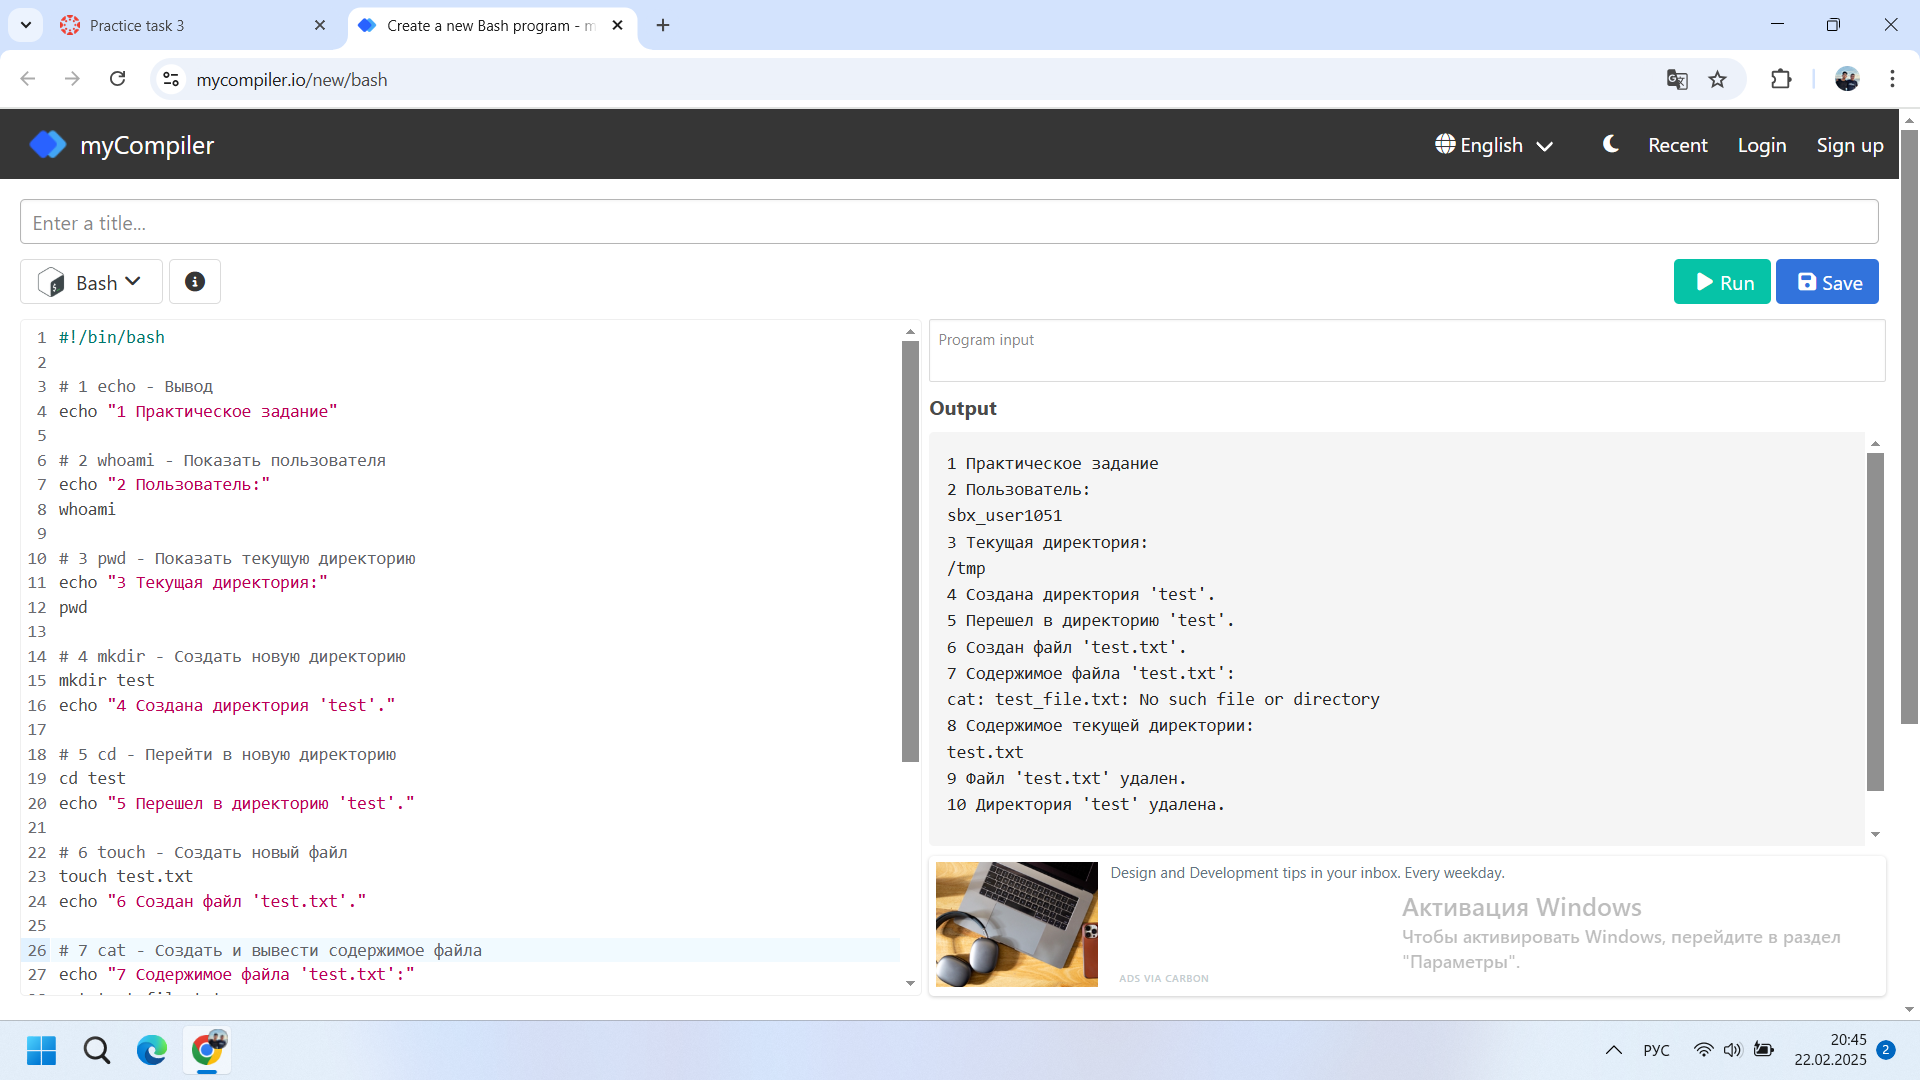 Practice task 3
Create a new Bash program - m
mycompiler.io/new/bash
myCompiler
English
Recent
Login
Sign up
Enter a title...
Bash
Run
Save
1 #!/bin/bash
2
3 # 1 echo - Вывод
4 echo "1 Практическое задание"
5
6 # 2 whoami - Показать пользователя
7 echo "2 Пользователь:"
8 whoami
9
10 # 3 pwd - Показать текущую директорию
11 echo "3 Текущая директория:"
12 pwd
13
14 # 4 mkdir - Создать новую директорию
15 mkdir test
16 echo "4 Создана директория 'test'."
17
18 # 5 cd - Перейти в новую директорию
19 cd test
20 echo "5 Перешел в директорию 'test'."
21
22 # 6 touch - Создать новый файл
23 touch test.txt
24 echo "6 Создан файл 'test.txt'."
25
26 # 7 cat - Создать и вывести содержимое файла
27 echo "7 Содержимое файла 'test.txt':"
Program input
Output
1 Практическое задание
2 Пользователь:
sbx_user1051
3 Текущая директория:
/tmp
4 Создана директория 'test'.
5 Перешел в директорию 'test'.
6 Создан файл 'test.txt'.
7 Содержимое файла 'test.txt':
cat: test_file.txt: No such file or directory
8 Содержимое текущей директории:
test.txt
9 Файл 'test.txt' удален.
10 Директория 'test' удалена.
Design and Development tips in your inbox. Every weekday.
ADS VIA CARBON
Активация Windows
Чтобы активировать Windows, перейдите в раздел
"Параметры".
РУС
20:45
22.02.2025
2